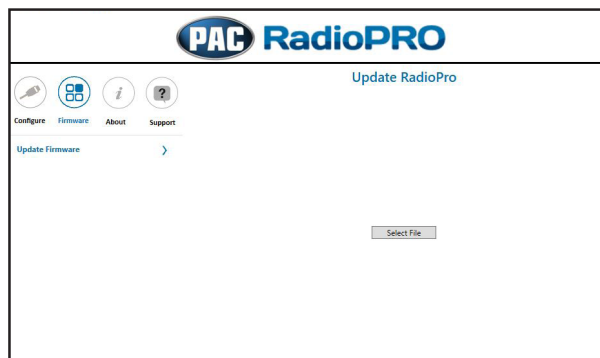 PAC RadioPRO
Update RadioPro
i
?
Configure Firmware About Support
Update Firmware
Select File